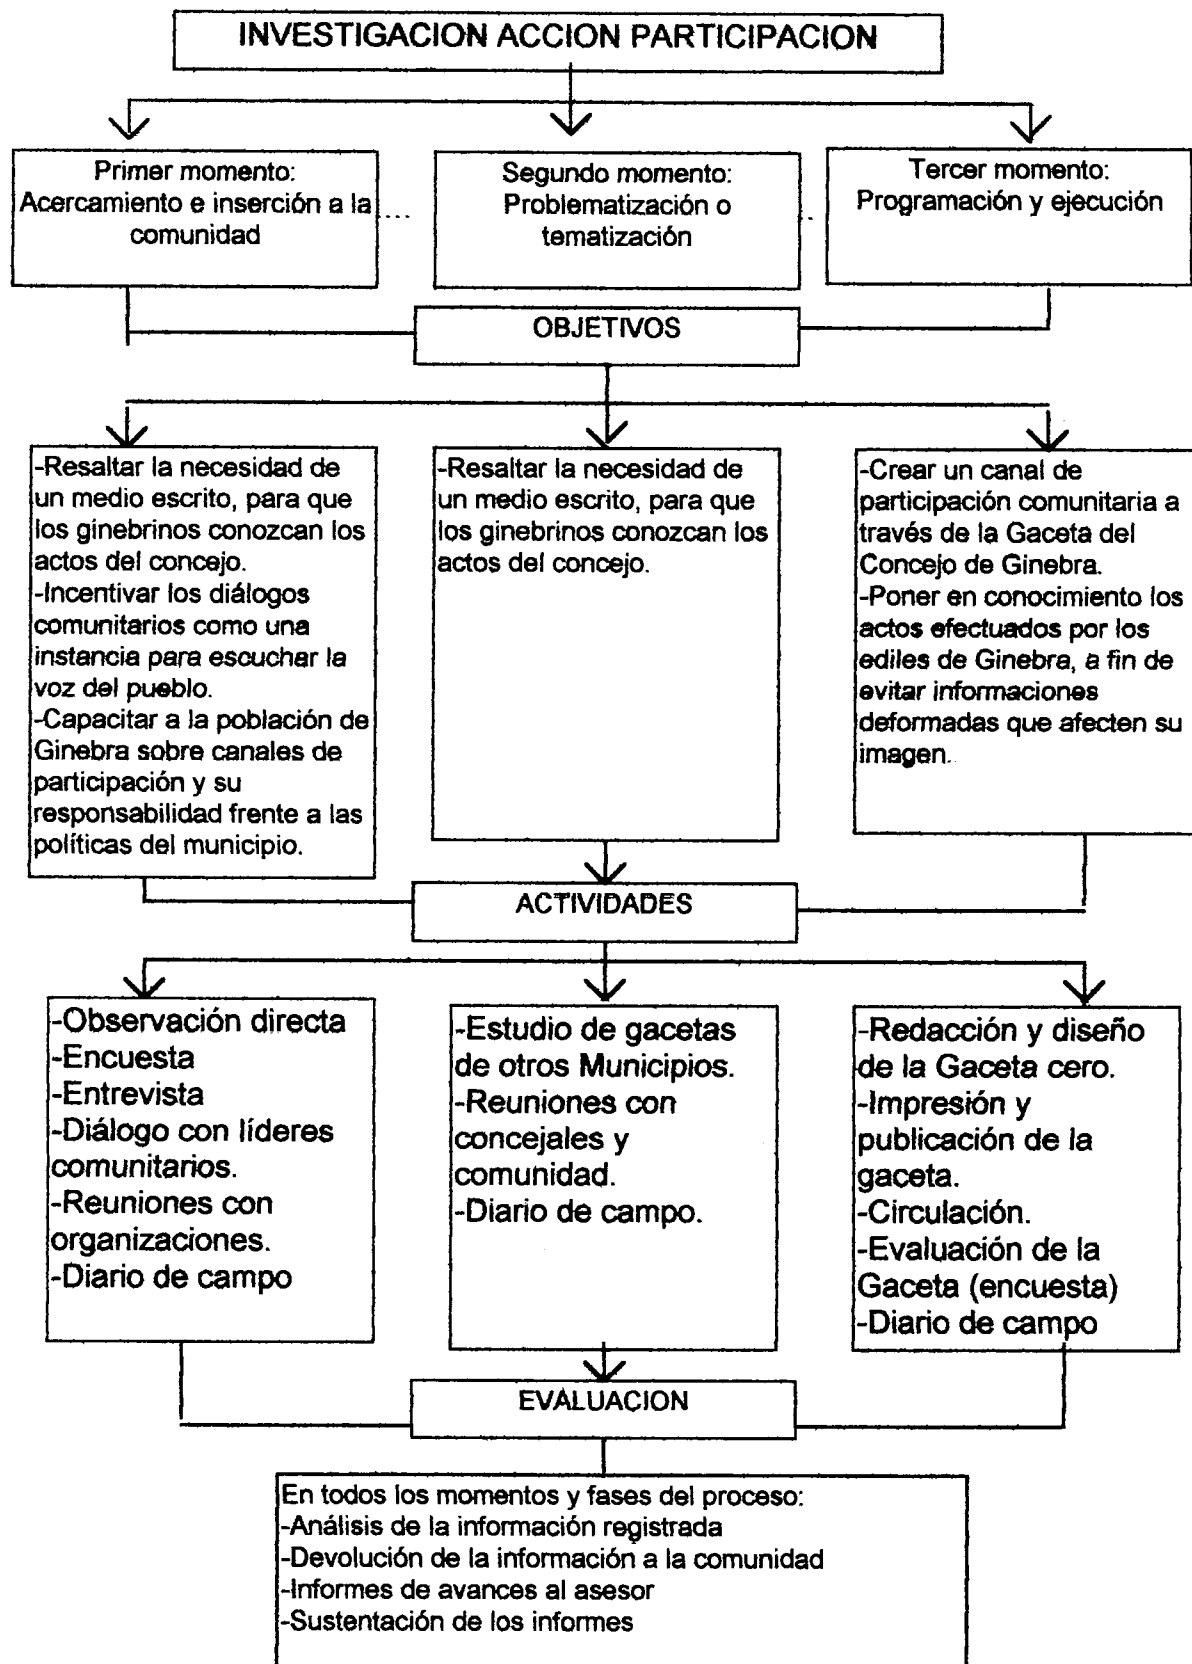 INVESTIGACION ACCION PARTICIPACION
Primer momento:
Acercamiento e inserción a la
comunidad
Segundo momento:
Problematización o
tematización
Tercer momento:
Programación y ejecución
OBJETIVOS
-Resaltar la necesidad de
un medio escrito, para que
los ginebrinos conozcan los
actos del concejo.
-Incentivar los diálogos
comunitarios como una
instancia para escuchar la
voz del pueblo.
-Capacitar a la población de
Ginebra sobre canales de
participación y su
responsabilidad frente a las
políticas del municipio.
-Resaltar la necesidad de
un medio escrito, para que
los ginebrinos conozcan los
actos del concejo.
-Crear un canal de
participación comunitaria a
través de la Gaceta del
Concejo de Ginebra.
-Poner en conocimiento los
actos efectuados por los
ediles de Ginebra, a fin de
evitar informaciones
deformadas que afecten su
imagen.
ACTIVIDADES
-Observación directa
-Encuesta
-Entrevista
-Diálogo con líderes
comunitarios.
-Reuniones con
organizaciones.
-Diario de campo
-Estudio de gacetas
de otros Municipios.
-Reuniones con
concejales y
comunidad.
-Diario de campo.
-Redacción y diseño
de la Gaceta cero.
-Impresión y
publicación de la
gaceta.
-Circulación.
-Evaluación de la
Gaceta (encuesta)
-Diario de campo
EVALUACION
En todos los momentos y fases del proceso:
-Análisis de la información registrada
-Devolución de la información a la comunidad
-Informes de avances al asesor
-Sustentación de los informes